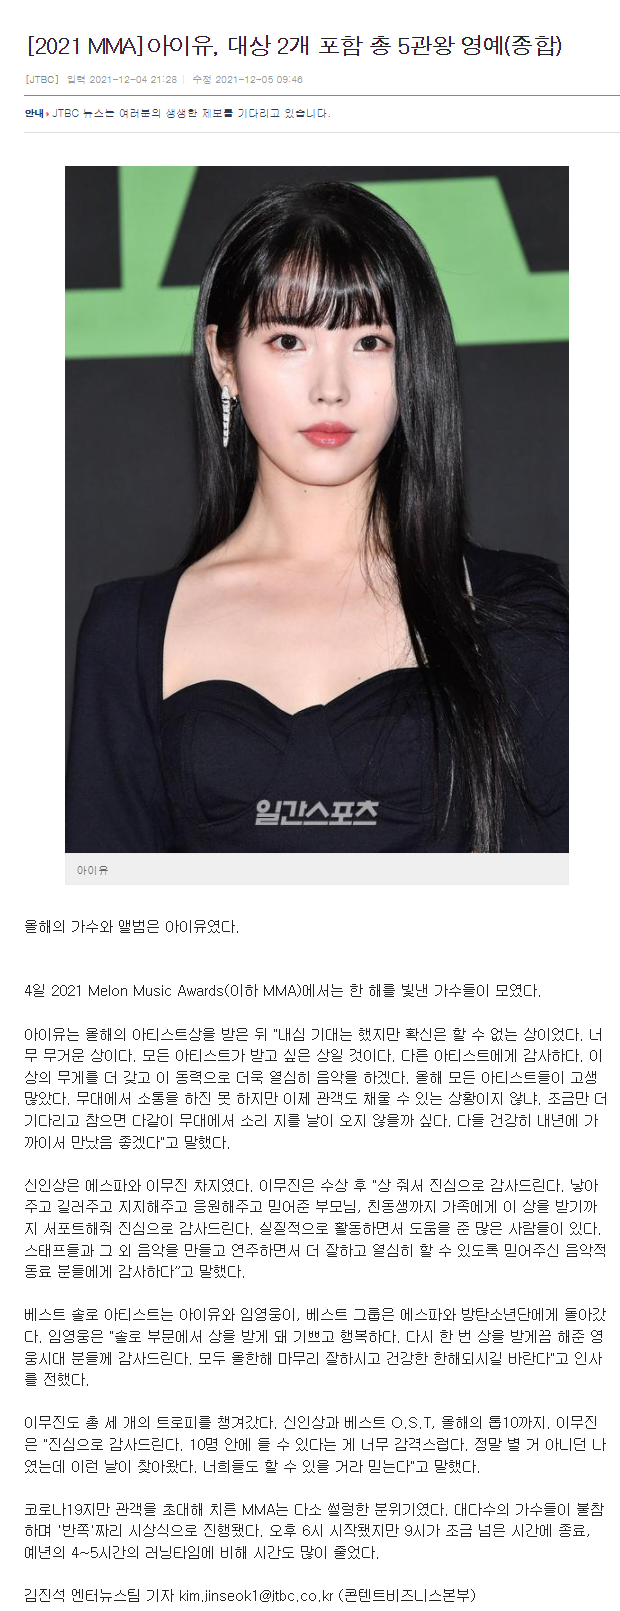 [2021 MMA]아이유, 대상 2개 포함 총 5관왕 영예(종합)
[JTBC] 입력 2021-12-04 21:28 | 수정 2021-12-05 09:46
안내 JTBC 뉴스는 여러분의 생생한 제보를 기다리고 있습니다.
일간스포츠
아이유
올해의 가수와 앨범은 아이유였다.
4일 2021 Melon Music Awards(이하 MMA)에서는 한 해를 빛낸 가수들이 모였다.
아이유는 올해의 아티스트상을 받은 뒤 "내심 기대는 했지만 확신은 할 수 없는 상이었다. 너
무 무거운 상이다. 모든 아티스트가 받고 싶은 상일 것이다. 다른 아티스트에게 감사하다. 이
상의 무게를 더 갖고 이 동력으로 더욱 열심히 음악을 하겠다. 올해 모든 아티스트들이 고생
많았다. 무대에서 소통을 하진 못 하지만 이제 관객도 채울 수 있는 상황이지 않냐. 조금만 더
기다리고 참으면 다같이 무대에서 소리 지를 날이 오지 않을까 싶다. 다들 건강히 내년에 가
까이서 만났음 좋겠다"고 말했다.
신인상은 에스파와 이무진 차지였다. 이무진은 수상 후 "상 줘서 진심으로 감사드린다. 낳아
주고 길러주고 지지해주고 응원해주고 믿어준 부모님, 친동생까지 가족에게 이 상을 받기까
지 서포트해줘 진심으로 감사드린다. 실질적으로 활동하면서 도움을 준 많은 사람들이 있다.
스태프들과 그 외 음악을 만들고 연주하면서 더 잘하고 열심히 할 수 있도록 믿어주신 음악적
동료 분들에게 감사하다"고 말했다.
베스트 솔로 아티스트는 아이유와 임영웅이, 베스트 그룹은 에스파와 방탄소년단에게 돌아갔
다. 임영웅은 "솔로 부문에서 상을 받게 돼 기쁘고 행복하다. 다시 한 번 상을 받게끔 해준 영
웅시대 분들께 감사드린다. 모두 올한해 마무리 잘하시고 건강한 한해되시길 바란다"고 인사
를 전했다.
이무진도 총 세 개의 트로피를 챙겨갔다. 신인상과 베스트 O.S.T, 올해의 톱10까지. 이무진
은 "진심으로 감사드린다. 10명 안에 들 수 있다는 게 너무 감격스럽다. 정말 별 거 아니던 나
였는데 이런 날이 찾아왔다. 너희들도 할 수 있을 거라 믿는다"고 말했다.
코로나19지만 관객을 초대해 치른 MMA는 다소 썰렁한 분위기였다. 대다수의 가수들이 불참
하며 '반쪽'짜리 시상식으로 진행됐다. 오후 6시 시작됐지만 9시가 조금 넘은 시간에 종료,
예년의 4~5시간의 러닝타임에 비해 시간도 많이 줄었다.
김진석 엔터뉴스팀 기자 kim.jinseok1@jtbc.co.kr (콘텐트비즈니스본부)